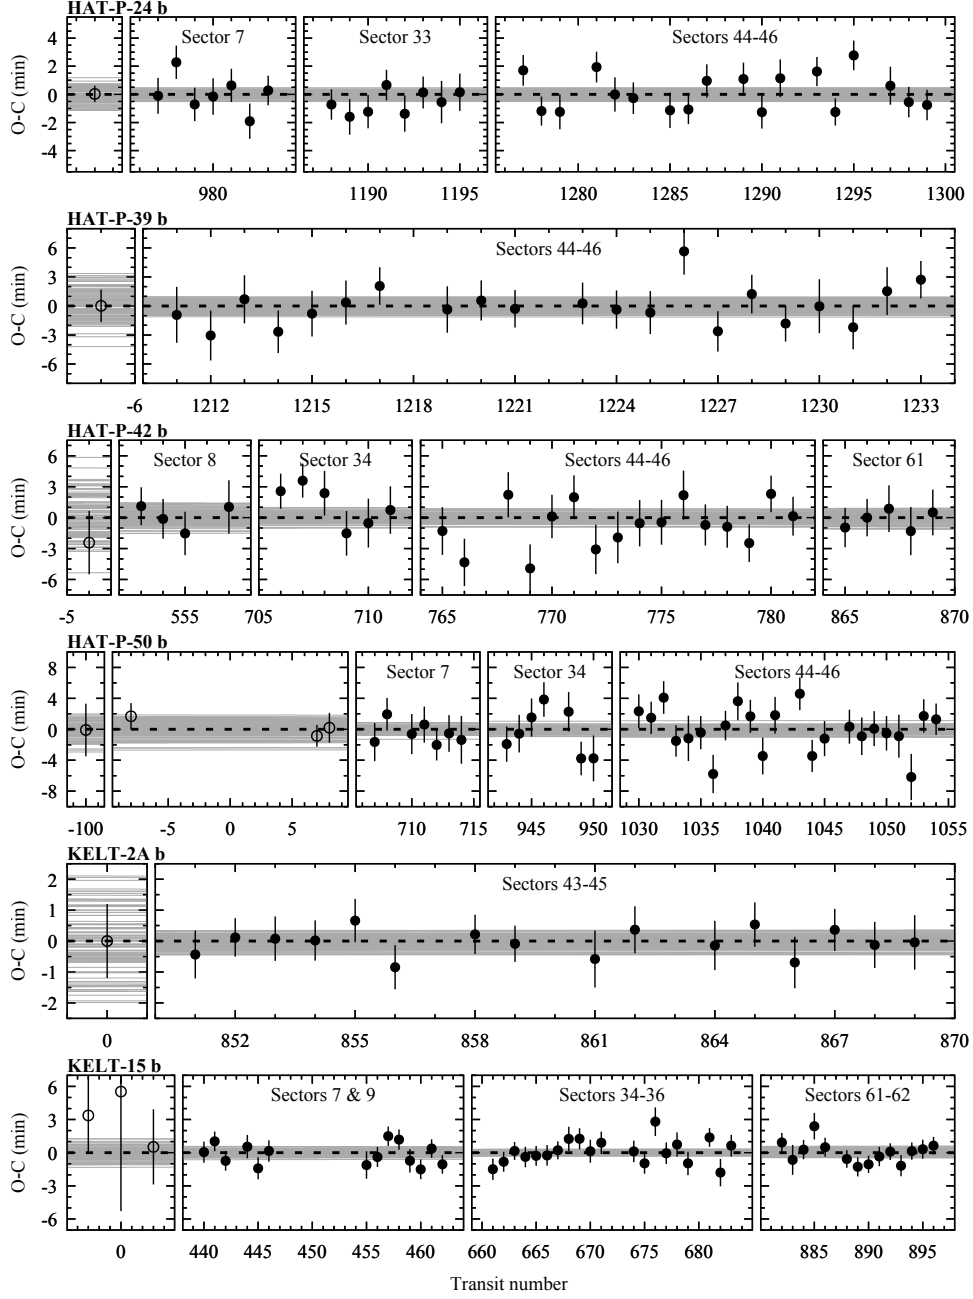 HAT-P-24 b
Sector 7 Sector 33 Sectors 44-46
O-C (min)
4
2
0
-2
-4
980 1190 1195 1280 1285 1290 1295 1300
HAT-P-39 b
Sectors 44-46
O-C (min)
6
3
0
-3
-6
-6 1212 1215 1218 1221 1224 1227 1230 1233
HAT-P-42 b
Sector 8 Sector 34 Sectors 44-46 Sector 61
O-C (min)
6
3
0
-3
-6
-5 555 705 710 765 770 775 780 865 870
HAT-P-50 b
Sector 7 Sector 34 Sectors 44-46
O-C (min)
8
4
0
-4
-8
-100 -5 0 5 710 715 945 950 1030 1035 1040 1045 1050 1055
KELT-2A b
Sectors 43-45
O-C (min)
2
1
0
-1
-2
0 852 855 858 861 864 867 870
KELT-15 b
Sectors 7 & 9 Sectors 34-36 Sectors 61-62
O-C (min)
6
3
0
-3
-6
0 440 445 450 455 460 660 665 670 675 680 885 890 895
Transit number